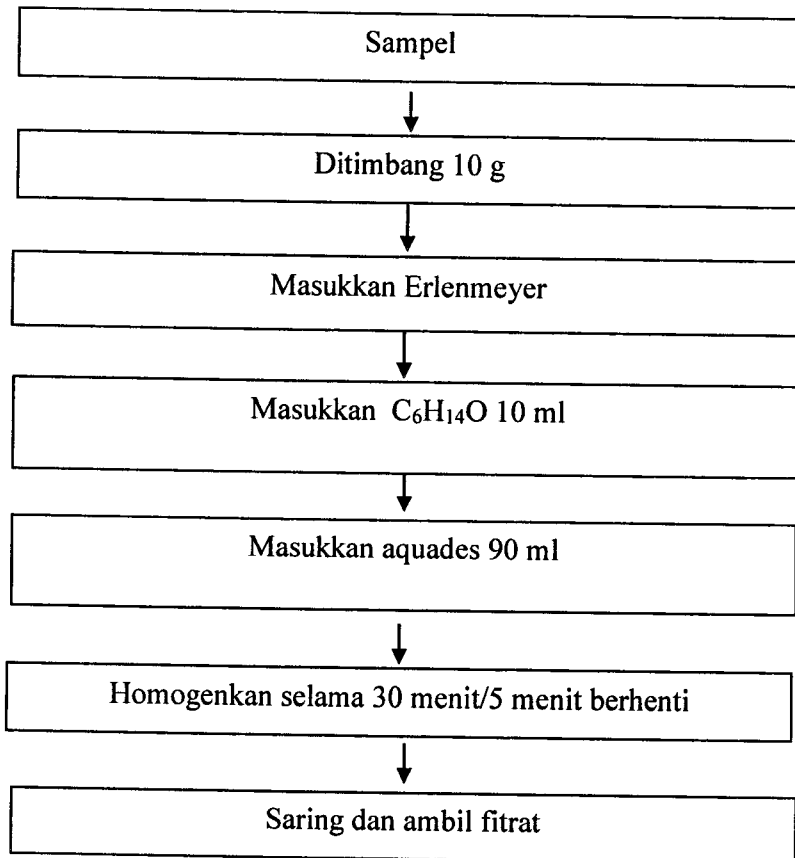 Sampel
Ditimbang 10 g
Masukkan Erlenmeyer
Masukkan C₆H₁₄O 10 ml
Masukkan aquades 90 ml
Homogenkan selama 30 menit/5 menit berhenti
Saring dan ambil fitrat